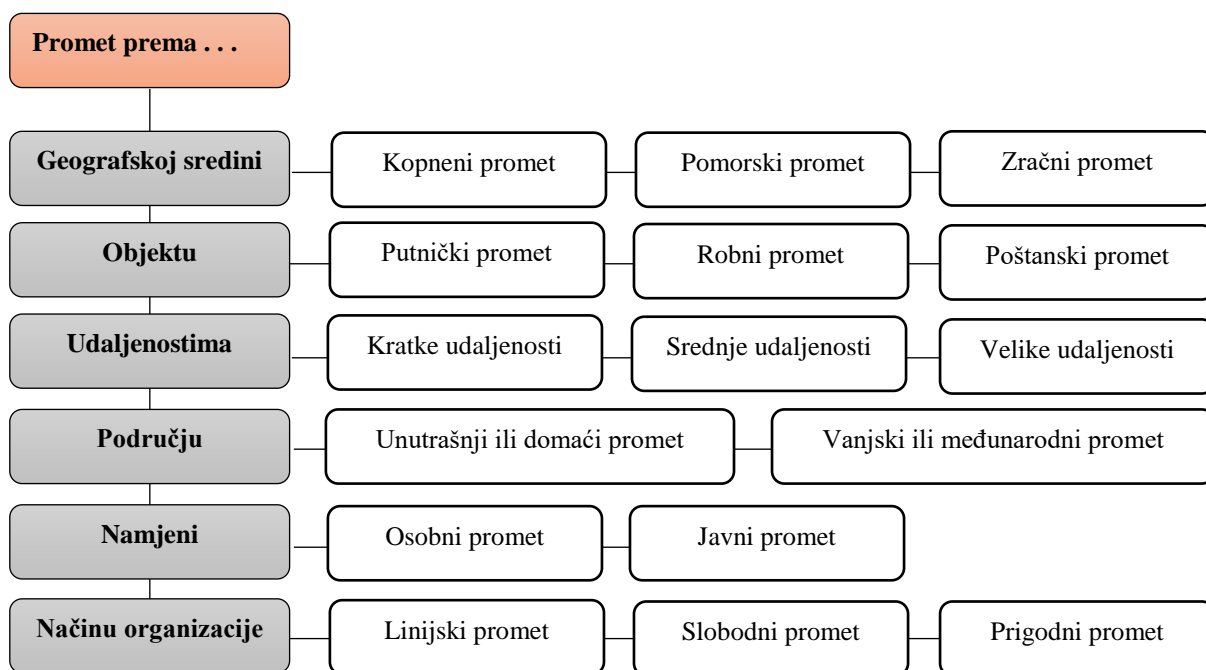 Promet prema . . .
Geografskoj sredini
Kopneni promet
Pomorski promet
Zračni promet
Objektu
Putnički promet
Robni promet
Poštanski promet
Udaljenostima
Kratke udaljenosti
Srednje udaljenosti
Velike udaljenosti
Području
Unutrašnji ili domaći promet
Vanjski ili međunarodni promet
Namjeni
Osobni promet
Javni promet
Načinu organizacije
Linijski promet
Slobodni promet
Prigodni promet